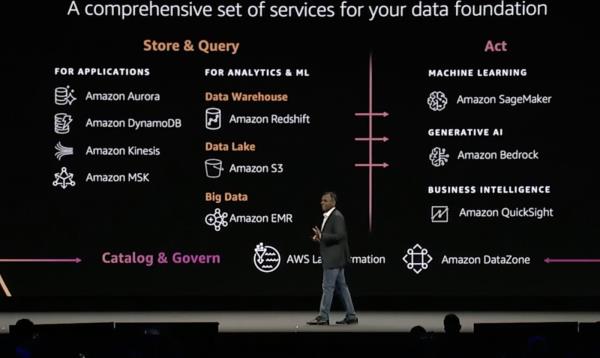 A comprehensive set of services for your data foundation
Store & Query
Act
FOR APPLICATIONS
Amazon Aurora
Amazon DynamoDB
Amazon Kinesis
Amazon MSK
FOR ANALYTICS & ML
Data Warehouse
Amazon Redshift
Data Lake
Amazon S3
Big Data
Amazon EMR
MACHINE LEARNING
Amazon SageMaker
GENERATIVE AI
Amazon Bedrock
BUSINESS INTELLIGENCE
Amazon QuickSight
Catalog & Govern
AWS La rmation
Amazon DataZone